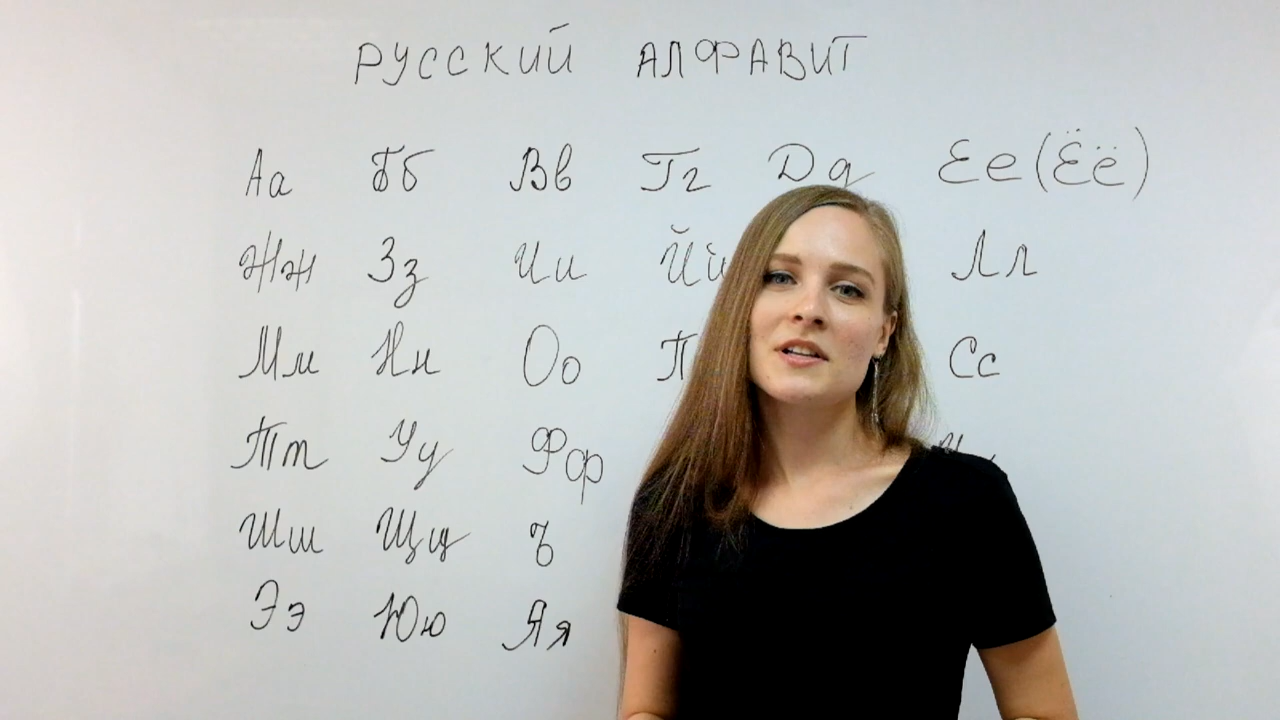 РУССКИЙ АЛФАВИТ
Аа Бб Вв Гг Дд Ее (Ёё)
Жж Зз Ии Йй Лл
Мм Нн Оо П Сс
Тт Уу Фф
Шш Щщ ъ
Ээ Юю Яя